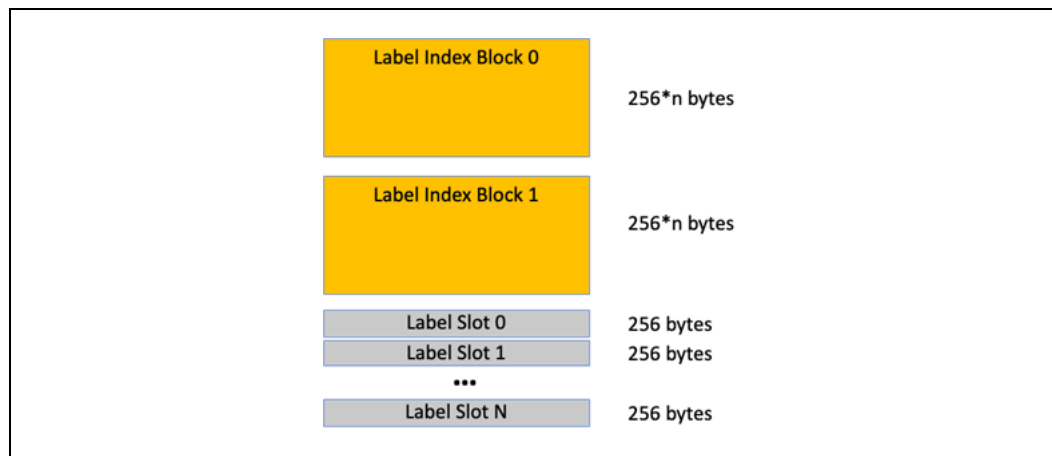 Label Index Block 0
256*n bytes
Label Index Block 1
256*n bytes
Label Slot 0 256 bytes
Label Slot 1 256 bytes
...
Label Slot N 256 bytes